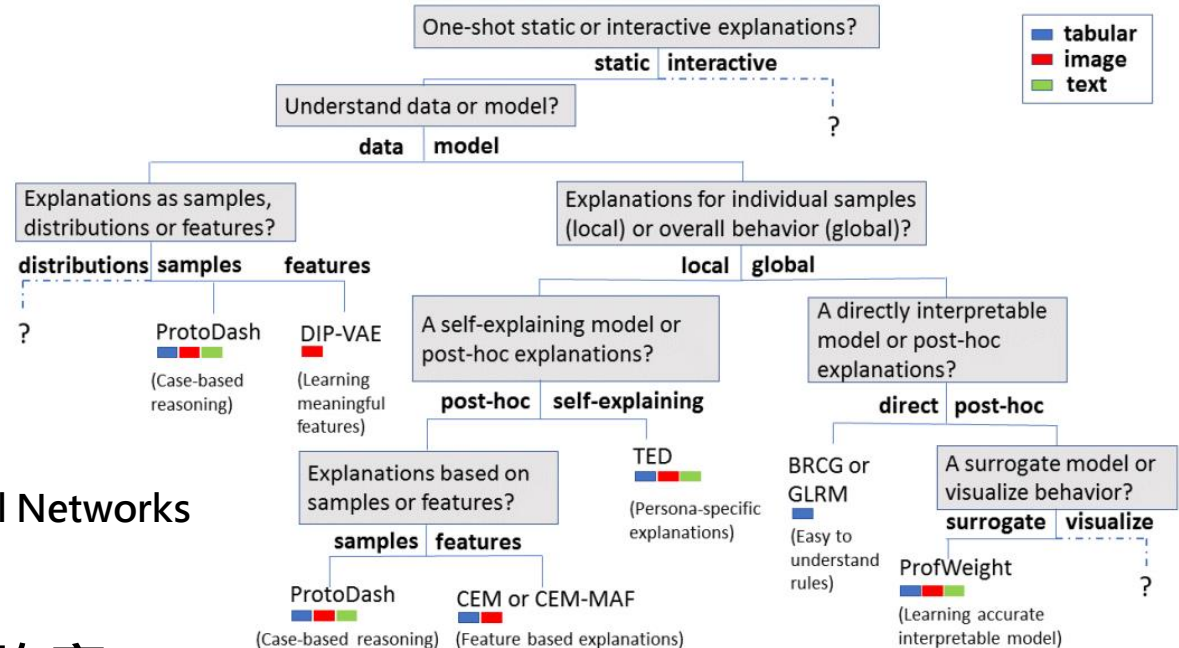 One-shot static or interactive explanations?
tabular
image
text
static interactive
Understand data or model?
?
data model
Explanations as samples,
distributions or features?
Explanations for individual samples
(local) or overall behavior (global)?
distributions samples features
local global
?
ProtoDash
(Case-based
reasoning)
DIP-VAE
(Learning
meaningful
features)
A self-explaining model or
post-hoc explanations?
A directly interpretable
model or post-hoc
explanations?
post-hoc self-explaining
direct post-hoc
Explanations based on
samples or features?
TED
(Persona-specific
explanations)
BRCG or
GLRM
(Easy to
understand
rules)
A surrogate model or
visualize behavior?
l Networks
samples features
surrogate visualize
ProtoDash
(Case-based reasoning)
CEM or CEM-MAF
(Feature based explanations)
ProfWeight
(Learning accurate
interpretable model)
?